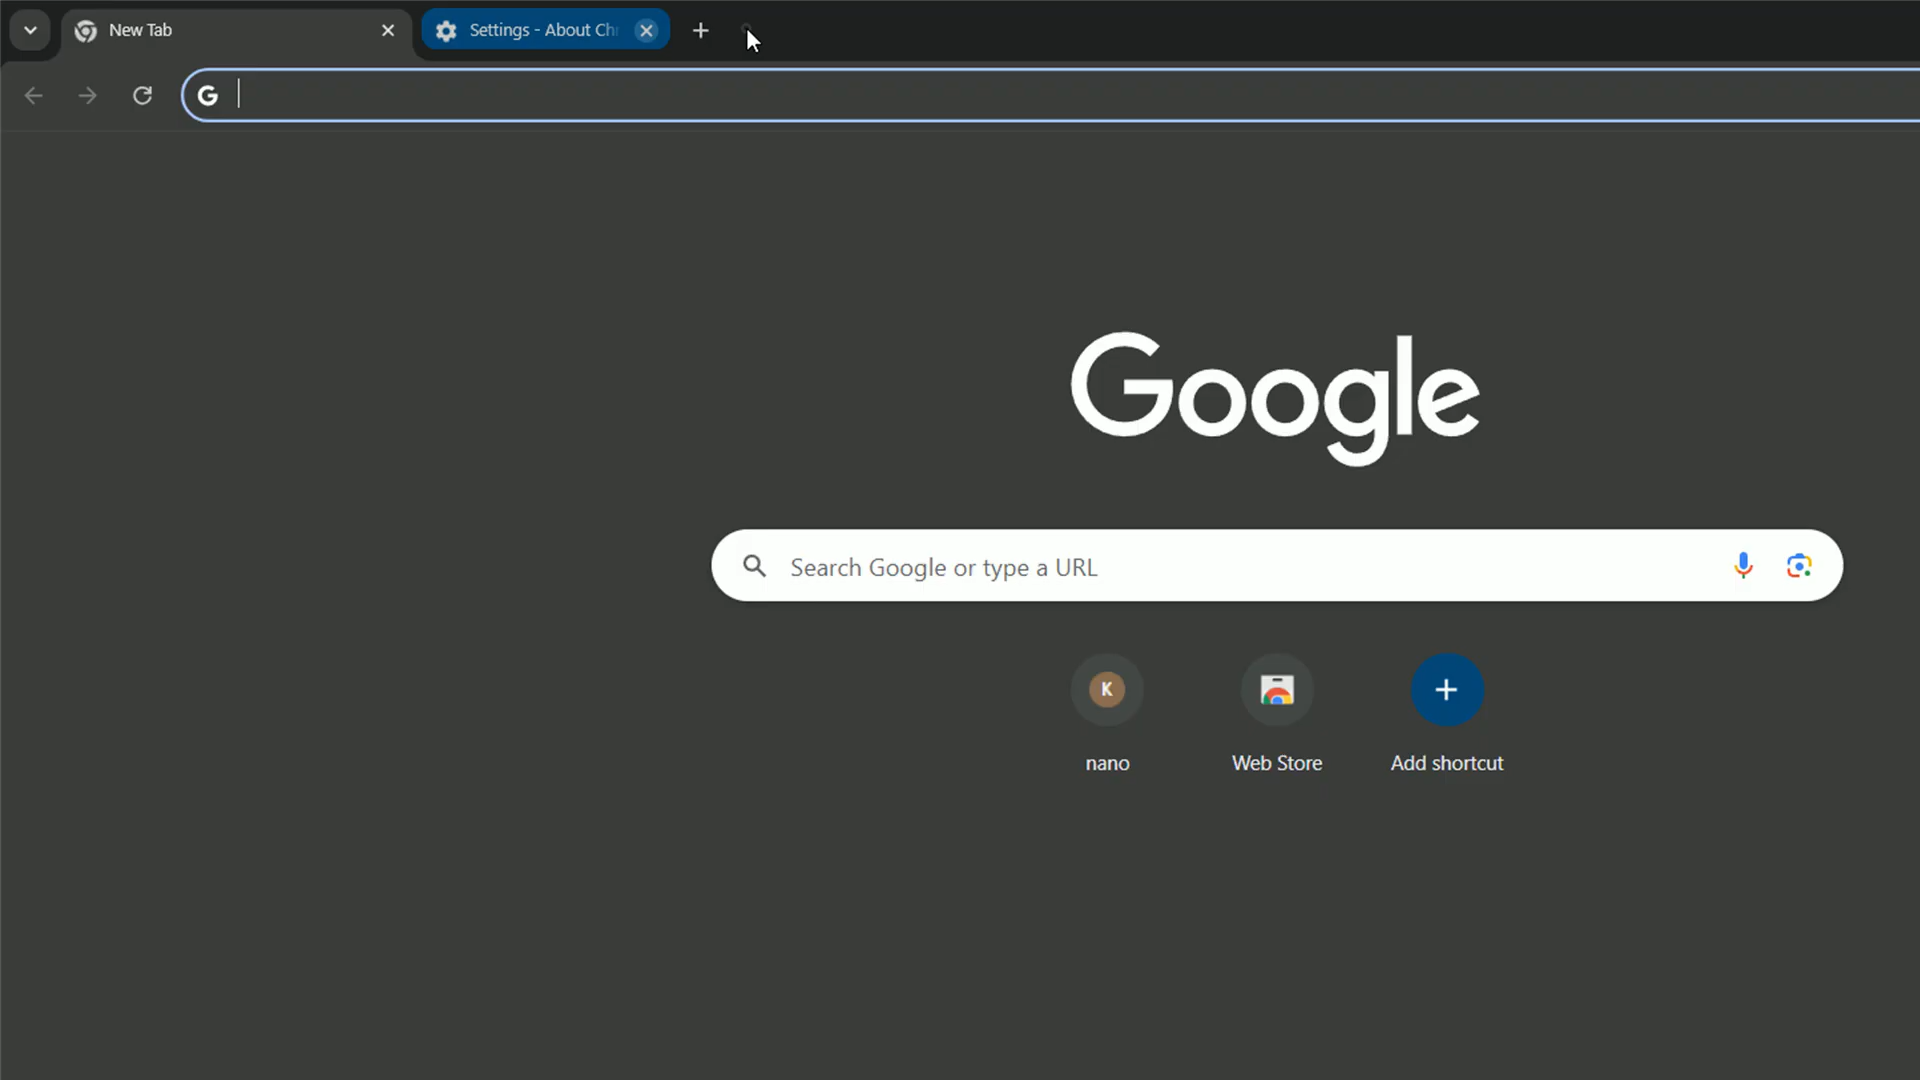 New Tab
Settings - About Ch
Google
Search Google or type a URL
K
nano
Web Store
Add shortcut